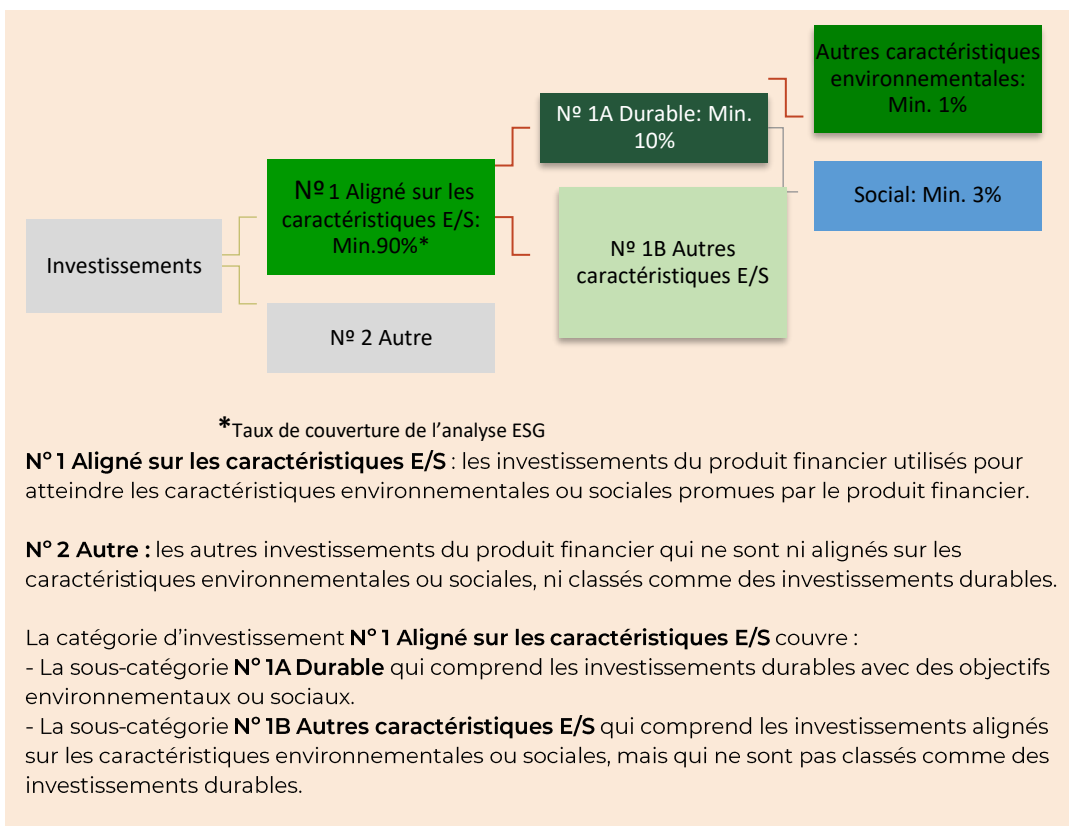 Autres caractéristiques
environnementales:
Min. 1%
Nº 1A Durable: Min.
10%
Nº 1 Aligné sur les
caractéristiques E/S:
Min.90%*
Social: Min. 3%
Investissements
Nº 1B Autres
caractéristiques E/S
Nº 2 Autre
*Taux de couverture de l’analyse ESG
N° 1 Aligné sur les caractéristiques E/S : les investissements du produit financier utilisés pour
atteindre les caractéristiques environnementales ou sociales promues par le produit financier.
N° 2 Autre : les autres investissements du produit financier qui ne sont ni alignés sur les
caractéristiques environnementales ou sociales, ni classés comme des investissements durables.
La catégorie d’investissement N° 1 Aligné sur les caractéristiques E/S couvre :
- La sous-catégorie N° 1A Durable qui comprend les investissements durables avec des objectifs
environnementaux ou sociaux.
- La sous-catégorie N° 1B Autres caractéristiques E/S qui comprend les investissements alignés
sur les caractéristiques environnementales ou sociales, mais qui ne sont pas classés comme des
investissements durables.